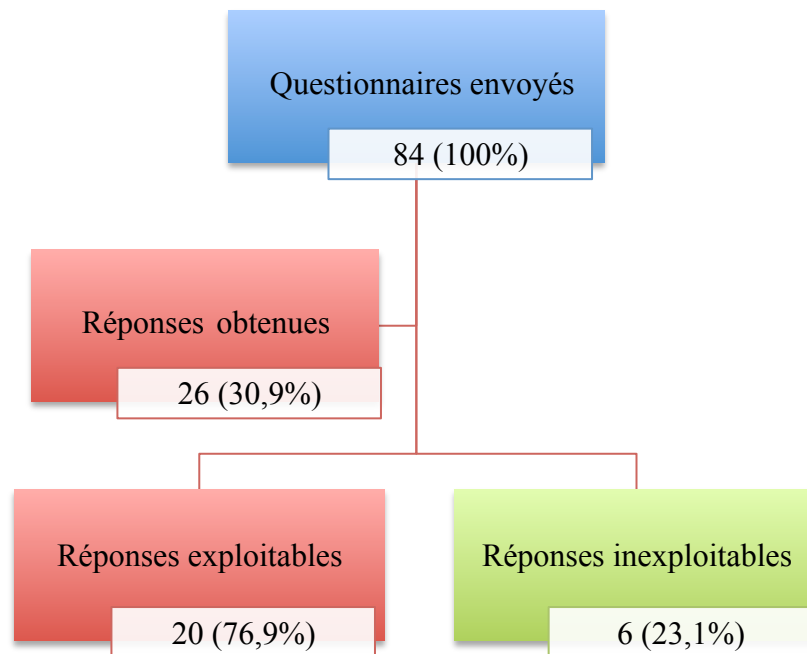 Questionnaires envoyés
84 (100%)
Réponses obtenues
26 (30,9%)
Réponses exploitables
20 (76,9%)
Réponses inexploitables
6 (23,1%)